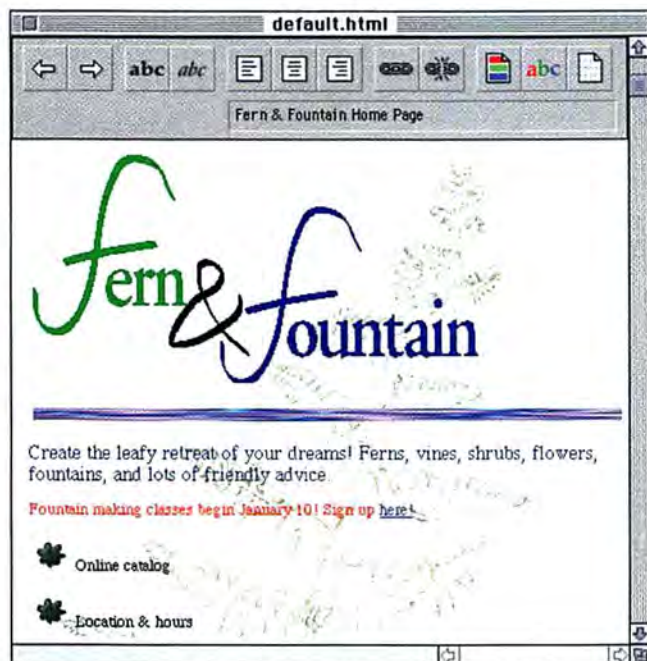 default.html
abc abc abc
Fern & Fountain Home Page
Fern
&
Fountain
Create the leafy retreat of your dreams! Ferns, vines, shrubs, flowers,
fountains, and lots of friendly advice.
Fountain making classes begin January 10! Sign up here!
Online catalog
Location & hours